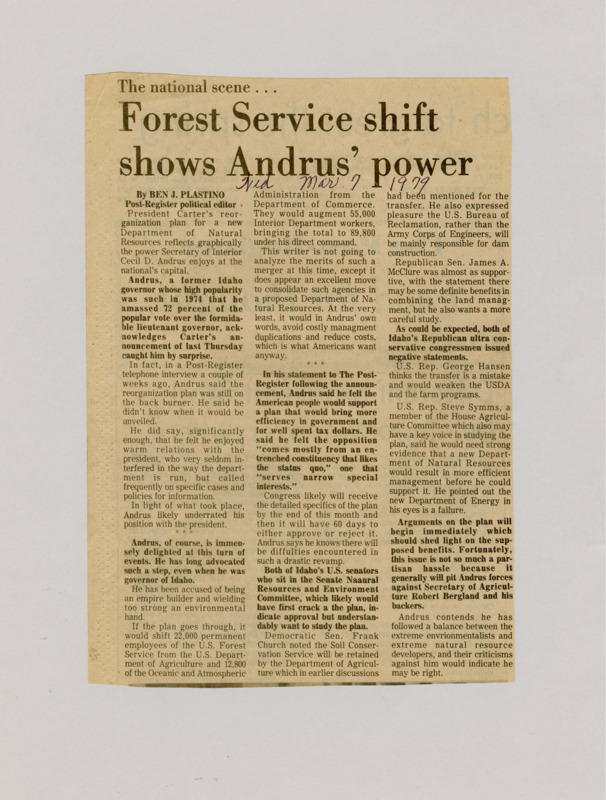 The national scene . . .
Forest Service shift
shows Andrus' power
Wed Mar 7 1979
By BEN J. PLASTINO
Post-Register political editor
President Carter's reor-
ganization plan for a new
Department of Natural
Resources reflects graphically
the power Secretary of Interior
Cecil D. Andrus enjoys at the
national's capital.
Andrus, a former Idaho
governor whose high popularity
was such in 1974 that he
amassed 72 percent of the
popular vote over the formida-
ble lieutenant governor, ack-
nowledges Carter's an-
nouncement of last Thursday
caught him by surprise.
In fact, in a Post-Register
telephone interview a couple of
weeks ago, Andrus said the
reorganization plan was still on
the back burner. He said he
didn't know when it would be
unveiled.
He did say, significantly
enough, that he felt he enjoyed
warm relations with the
president, who very seldom in-
terfered in the way the depart-
ment is run, but called
frequently on specific cases and
policies for information.
In light of what took place,
Andrus likely underrated his
position with the president.
* * *
Andrus, of course, is immen-
sely delighted at this turn of
events. He has long advocated
such a step, even when he was
governor of Idaho.
He has been accused of being
an empire builder and wielding
too strong an environmental
hand.
If the plan goes through, it
would shift 22,000 permanent
employees of the U.S. Forest
Service from the U.S. Depart-
ment of Agriculture and 12,800
of the Oceanic and Atmospheric
Administration from the
Department of Commerce.
They would augment 55,000
Interior Department workers,
bringing the total to 89,800
under his direct command.
This writer is not going to
analyze the merits of such a
merger at this time, except it
does appear an excellent move
to consolidate such agencies in
a proposed Department of Na-
tural Resources. At the very
least, it would in Andrus' own
words, avoid costly managment
duplications and reduce costs,
which is what Americans want
anyway.
* * *
In his statement to The Post-
Register following the announ-
cement, Andrus said he felt the
American people would support
a plan that would bring more
efficiency in government and
for well spent tax dollars. He
said he felt the opposition
"comes mostly from an en-
trenched constituency that likes
the status quo," one that
"serves narrow special
interests."
Congress likely will receive
the detailed specifics of the plan
by the end of this month and
then it will have 60 days to
either approve or reject it.
Andrus says he knows there will
be diffulties encountered in
such a drastic revamp.
Both of Idaho's U.S. senators
who sit in the Senate Naaural
Resources and Environment
Committee, which likely would
have first crack a the plan, in-
dicate approval but understan-
dably want to study the plan.
Democratic Sen. Frank
Church noted the Soil Conser-
vation Service will be retained
by the Department of Agricul-
ture which in earlier discussions
had been mentioned for the
transfer. He also expressed
pleasure the U.S. Bureau of
Reclamation, rather than the
Army Corps of Engineers, will
be mainly responsible for dam
construction.
Republican Sen. James A.
McClure was almost as suppor-
tive, with the statement there
may be some definite benefits in
combining the land manag-
ment, but he also wants a more
careful study.
As could be expected, both of
Idaho's Republican ultra con-
servative congressmen issued
negative statements.
U.S. Rep. George Hansen
thinks the transfer is a mistake
and would weaken the USDA
and the farm programs.
U.S. Rep. Steve Symms, a
member of the House Agricul-
ture Committee which also may
have a key voice in studying the
plan, said he would need strong
evidence that a new Depart-
ment of Natural Resources
would result in more efficient
management before he could
support it. He pointed out the
new Department of Energy in
his eyes is a failure.
Arguments on the plan will
begin immediately which
should shed light on the sup-
posed benefits. Fortunately,
this issue is not so much a par-
tisan hassle because it
generally will pit Andrus forces
against Secretary of Agricul-
ture Robert Bergland and his
backers.
Andrus contends he has
followed a balance between the
extreme envrionmentalists and
extreme natural resource
developers, and their criticisms
against him would indicate he
may be right.